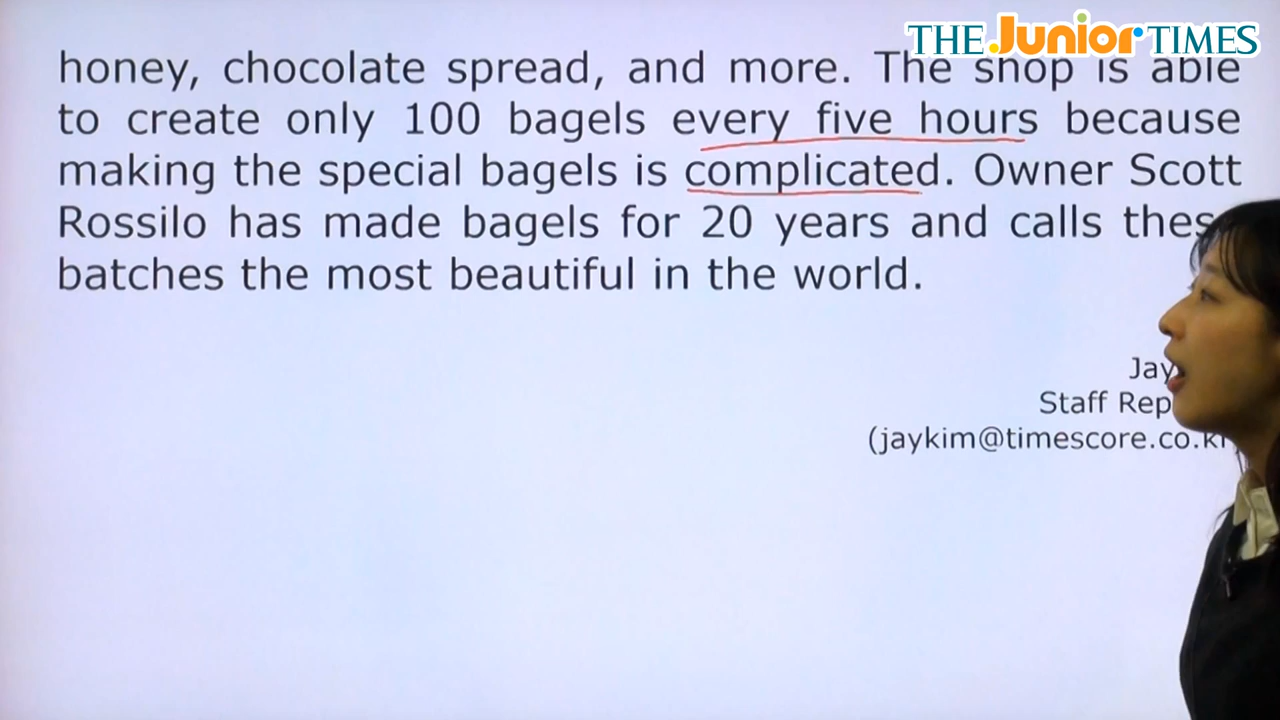 THE Junior TIMES
honey, chocolate spread, and more. The shop is able
to create only 100 bagels every five hours because
making the special bagels is complicated. Owner Scott
Rossilo has made bagels for 20 years and calls
batches the most beautiful in the world.
Jay
Staff
(jaykim@timescore.co.kr